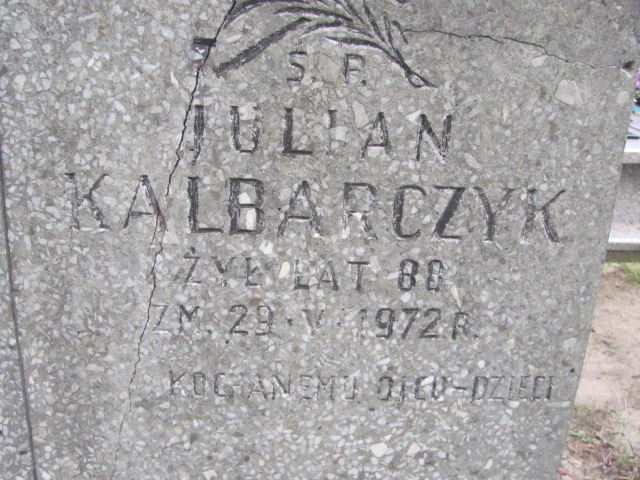 Ś. P.
JULIAN
KALBARCZYK
ŻYŁ LAT 88
ZM. 29·V·1972 R.
KOCHANEMU OJCU-DZIECI